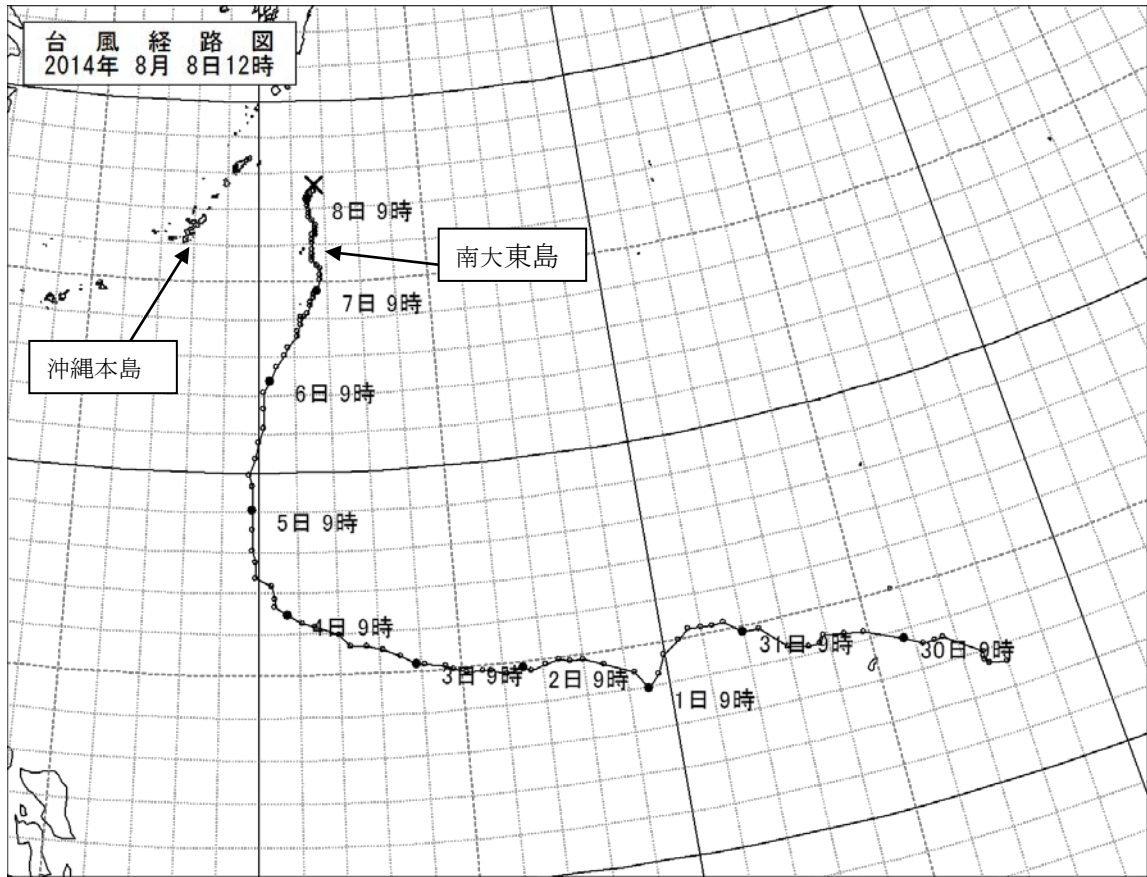 台 風 経 路 図
2014年 8月 8日12時
8日 9時
南大東島
7日 9時
沖縄本島
6日 9時
5日 9時
4日 9時
31日 9時
30日 9時
3日 9時
2日 9時
1日 9時